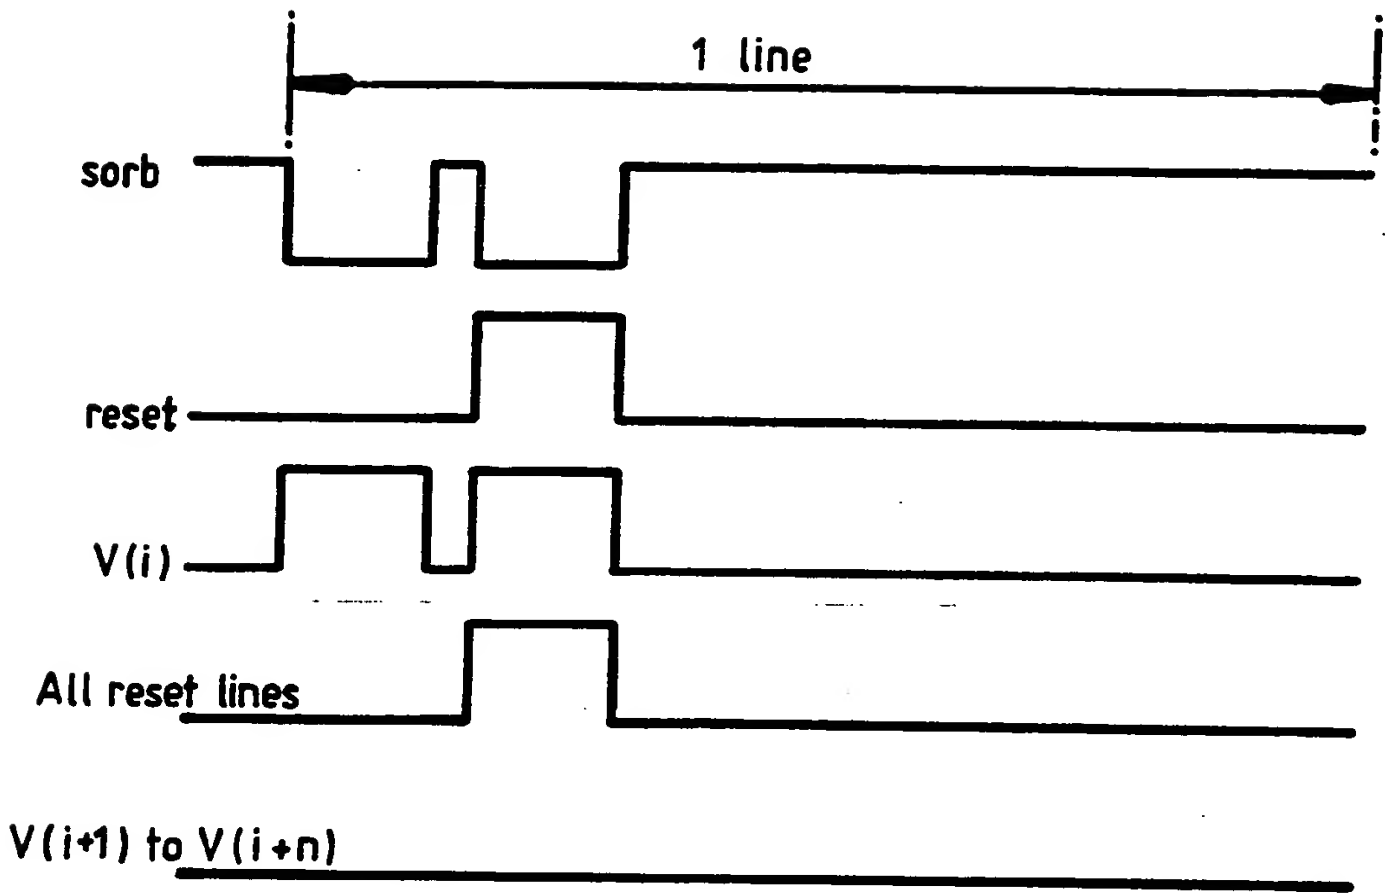 1 line
sorb
reset
V(i)
All reset lines
V(i+1) to V(i+n)